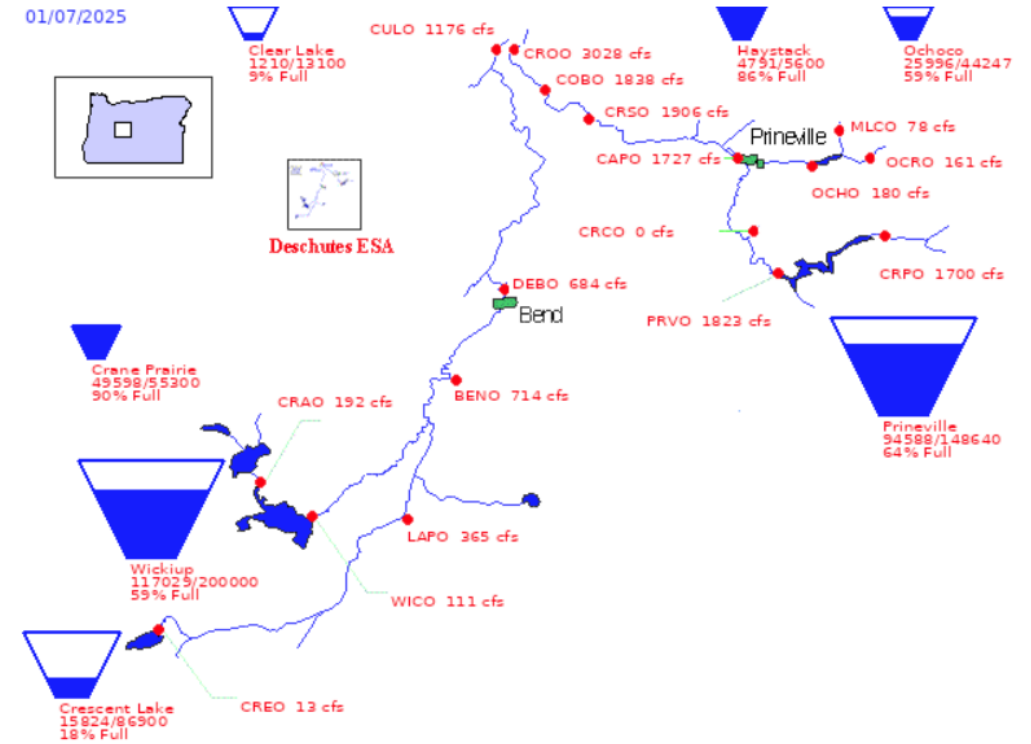 01/07/2025
Clear Lake
1210/13100
9% Full
CULO 1176 cfs
CROO 3028 cfs
COBO 1838 cfs
CRSO 1906 cfs
Haystack
4791/5600
86% Full
Ochoco
25996/44247
59% Full
Prineville
MLCO 78 cfs
CAPO 1727 cfs
OCRO 161 cfs
OCHO 180 cfs
CRCO 0 cfs
Deschutes ESA
CRPO 1700 cfs
DEBO 684 cfs
Bend
PRVO 1823 cfs
Crane Prairie
49598/55300
90% Full
CRAO 192 cfs
BENO 714 cfs
Prineville
94588/148640
64% Full
LAPO 365 cfs
Wickiup
117029/200000
59% Full
WICO 111 cfs
CREO 13 cfs
Crescent Lake
15824/86900
18% Full